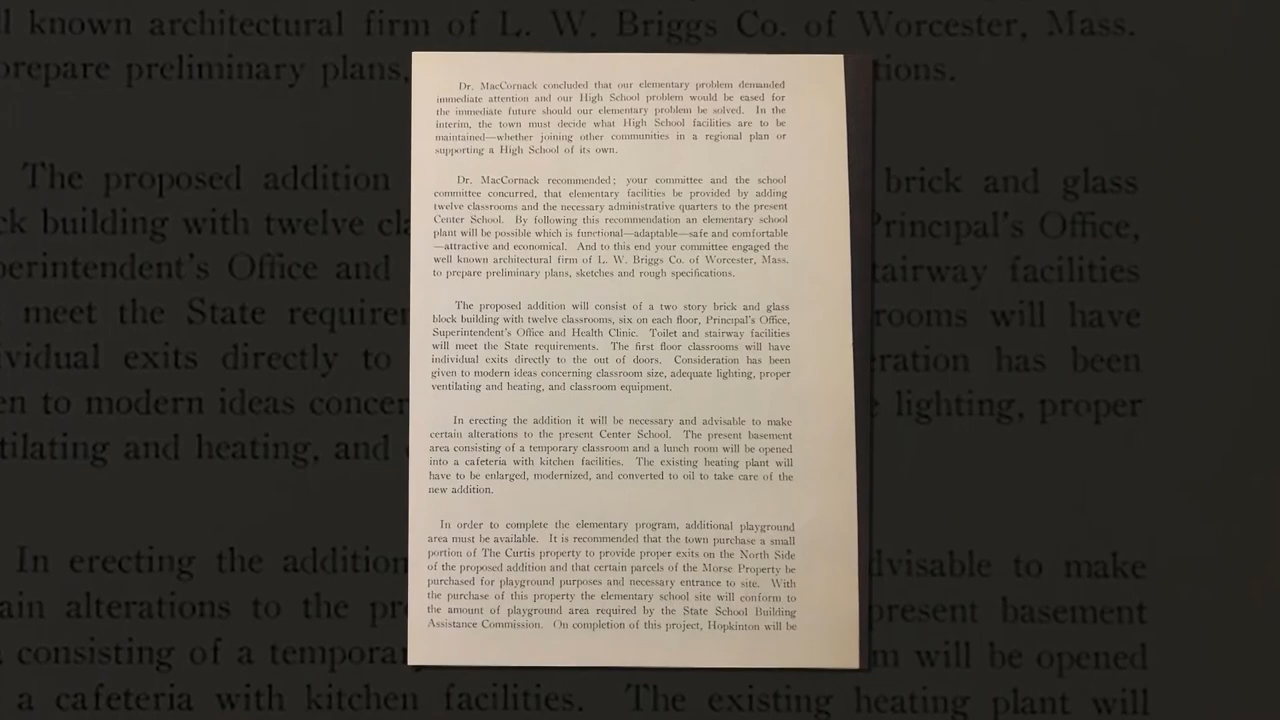 Dr. MacCornack concluded that our elementary problem demanded
immediate attention and our High School problem would be eased for
the immediate future should our elementary problem be solved. In the
interim, the town must decide what High School facilities are to be
maintained—whether joining other communities in a regional plan or
supporting a High School of its own.
Dr. MacCornack recommended; your committee and the school
committee concurred, that elementary facilities be provided by adding
twelve classrooms and the necessary administrative quarters to the present
Center School. By following this recommendation an elementary school
plant will be possible which is functional—adaptable—safe and comfortable
—attractive and economical. And to this end your committee engaged the
well known architectural firm of L. W. Briggs Co. of Worcester, Mass.
to prepare preliminary plans, sketches and rough specifications.
The proposed addition will consist of a two story brick and glass
block building with twelve classrooms, six on each floor, Principal's Office,
Superintendent's Office and Health Clinic. Toilet and stairway facilities
will meet the State requirements. The first floor classrooms will have
individual exits directly to the out of doors. Consideration has been
given to modern ideas concerning classroom size, adequate lighting, proper
ventilating and heating, and classroom equipment.
In erecting the addition it will be necessary and advisable to make
certain alterations to the present Center School. The present basement
area consisting of a temporary classroom and a lunch room will be opened
into a cafeteria with kitchen facilities. The existing heating plant will
have to be enlarged, modernized, and converted to oil to take care of the
new addition.
In order to complete the elementary program, additional playground
area must be available. It is recommended that the town purchase a small
portion of The Curtis property to provide proper exits on the North Side
of the proposed addition and that certain parcels of the Morse Property be
purchased for playground purposes and necessary entrance to site. With
the purchase of this property the elementary school site will conform to
the amount of playground area required by the State School Building
Assistance Commission. On completion of this project, Hopkinton will be